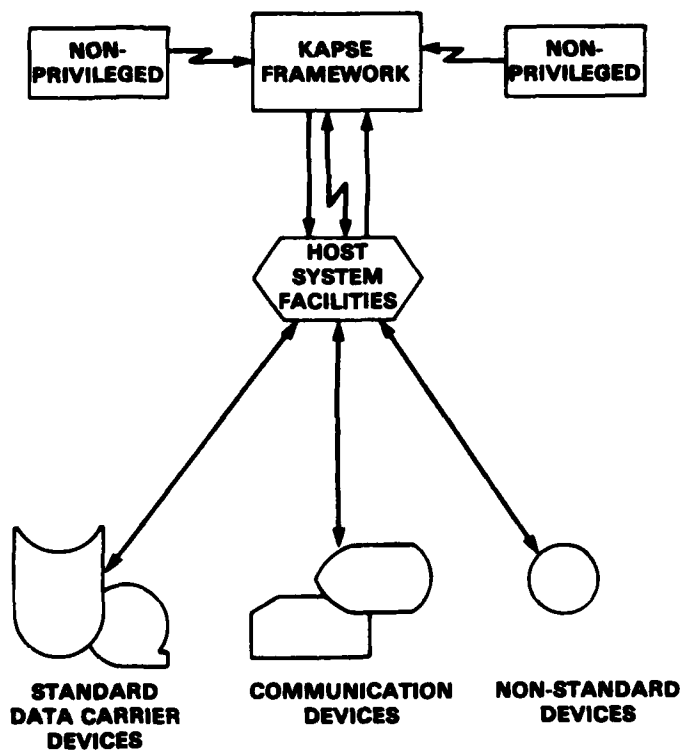 NON-
PRIVILEGED
KAPSE
FRAMEWORK
NON-
PRIVILEGED
HOST
SYSTEM
FACILITIES
STANDARD
DATA CARRIER
DEVICES
COMMUNICATION
DEVICES
NON-STANDARD
DEVICES